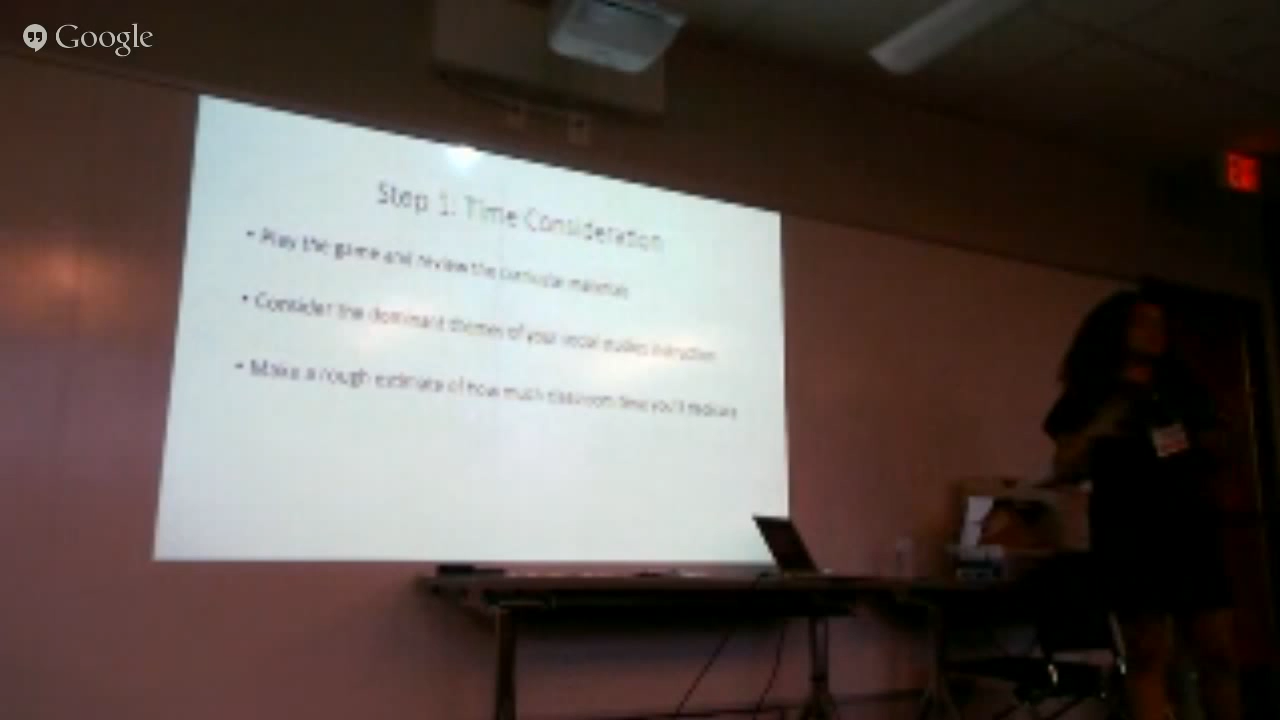 Google
Step 1: Time Consideration
• Play the game and review the curricular materials
• Consider the dominant themes of your social studies instruction
• Make a rough estimate of how much classroom time you'll dedicate